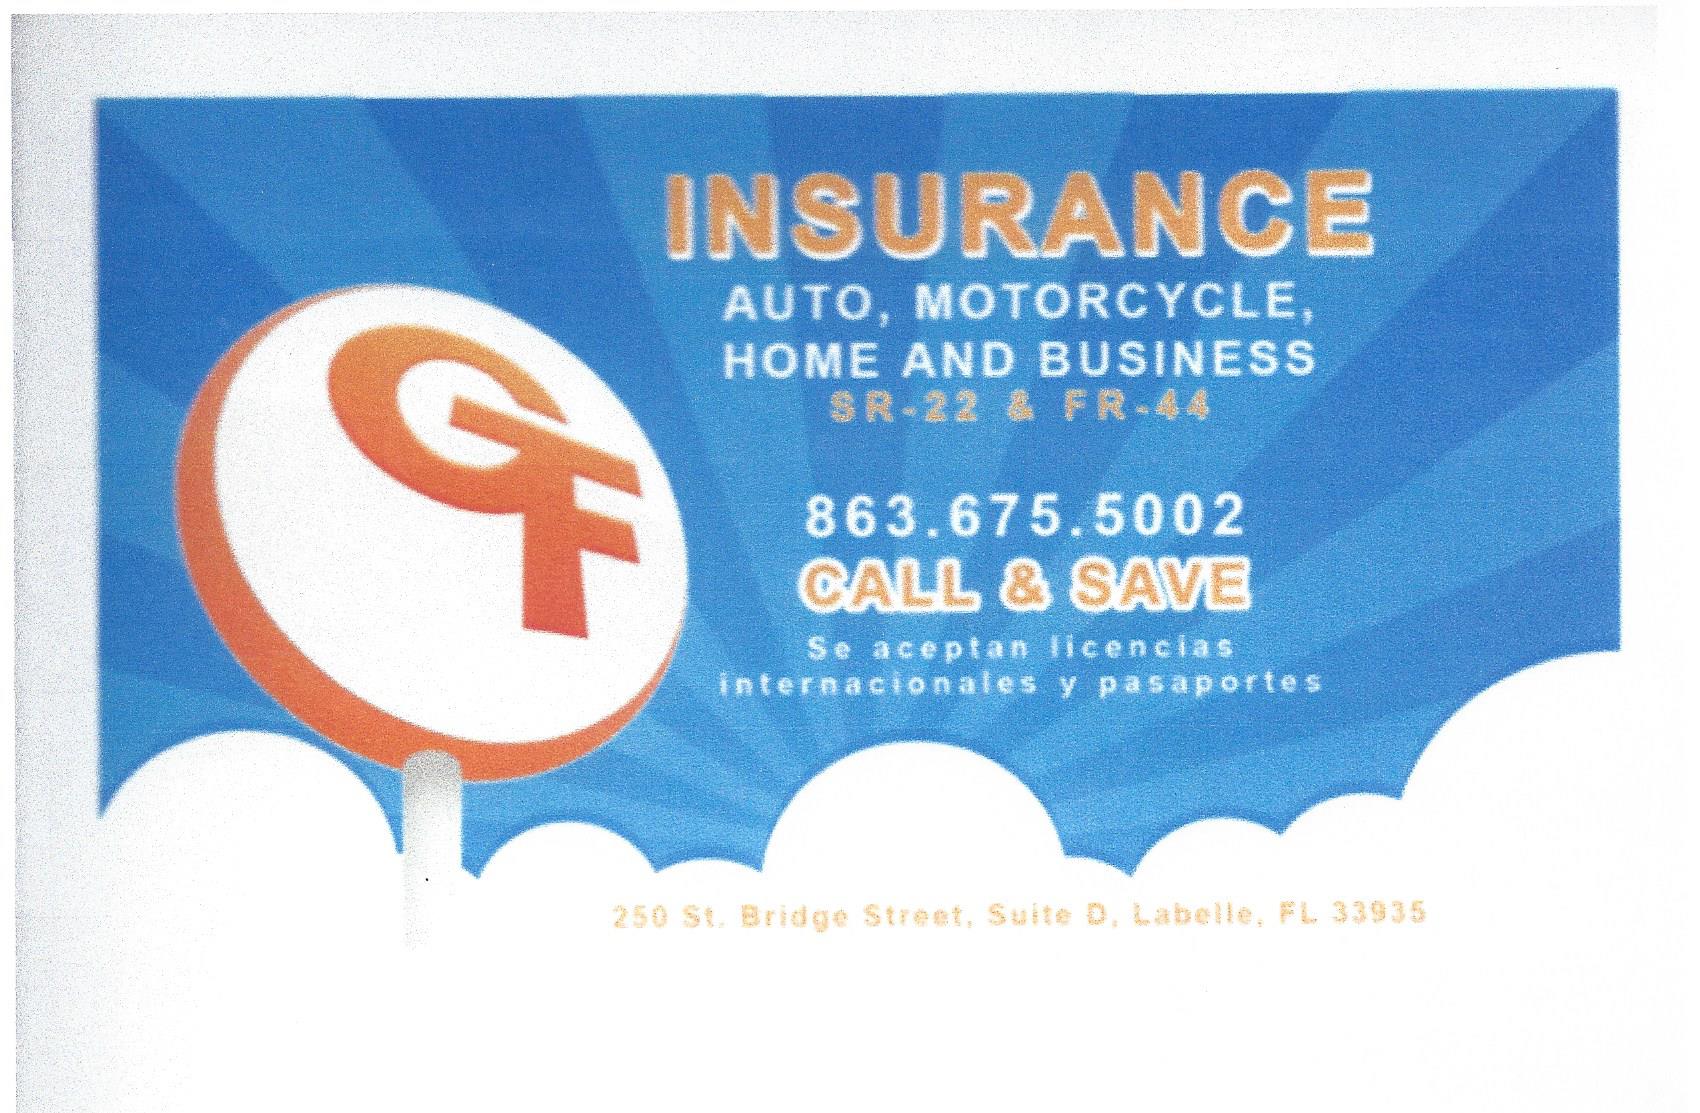 GF
INSURANCE
AUTO, MOTORCYCLE,
HOME AND BUSINESS
SR-22 & FR-44
863.675.5002
CALL & SAVE
Se aceptan licencias
internacionales y pasaportes
250 St. Bridge Street, Suite D, Labelle, FL 33935